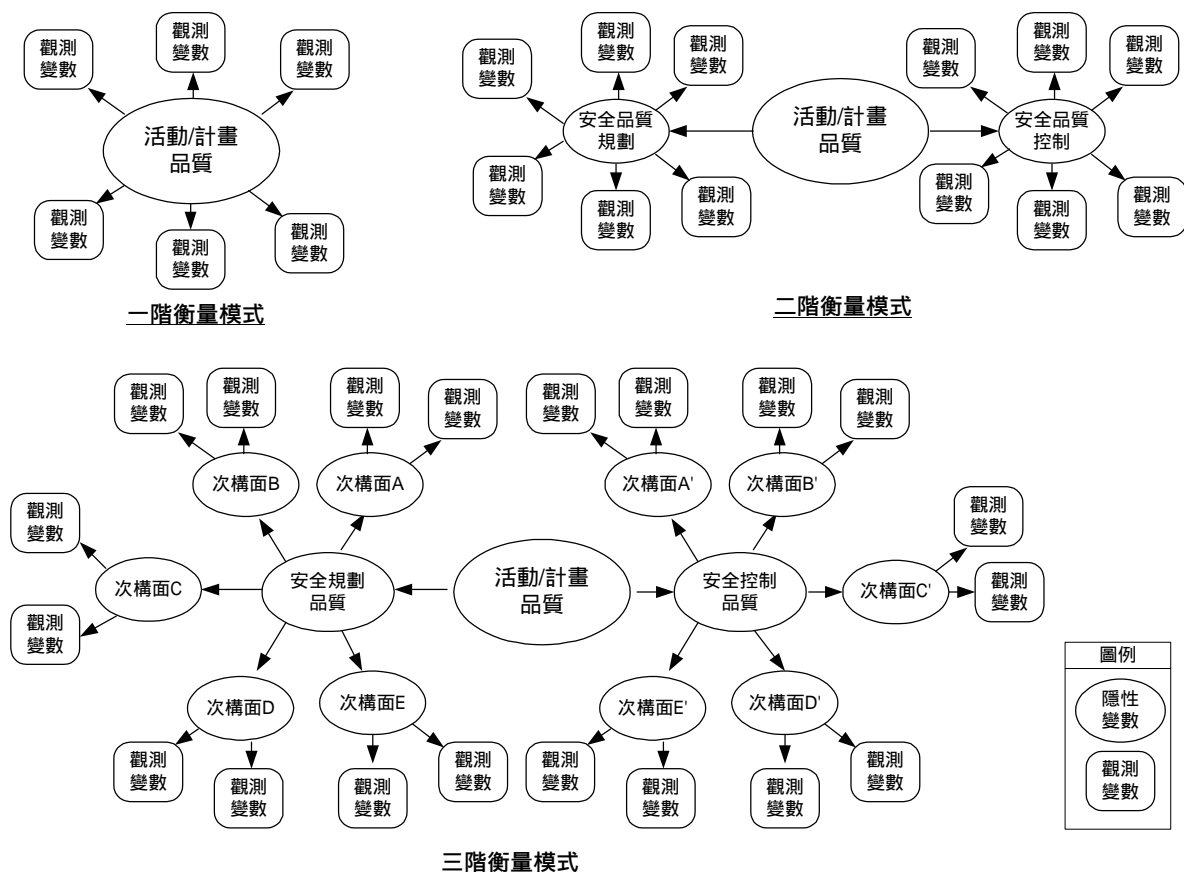 觀測
變數
觀測
變數
觀測
變數
活動/計畫
品質
觀測
變數
觀測
變數
觀測
變數
一階衡量模式
觀測
變數
觀測
變數
觀測
變數
安全品質
規劃
觀測
變數
觀測
變數
觀測
變數
活動/計畫
品質
觀測
變數
觀測
變數
觀測
變數
安全品質
控制
觀測
變數
觀測
變數
觀測
變數
二階衡量模式
觀測
變數
觀測
變數
觀測
變數
觀測
變數
次構面B
次構面A
觀測
變數
次構面C
觀測
變數
安全規劃
品質
次構面D
次構面E
觀測
變數
觀測
變數
觀測
變數
觀測
變數
活動/計畫
品質
觀測
變數
觀測
變數
觀測
變數
觀測
變數
次構面A'
次構面B'
觀測
變數
安全控制
品質
次構面C'
觀測
變數
次構面E'
次構面D'
觀測
變數
觀測
變數
觀測
變數
觀測
變數
三階衡量模式
圖例
隱性
變數
觀測
變數